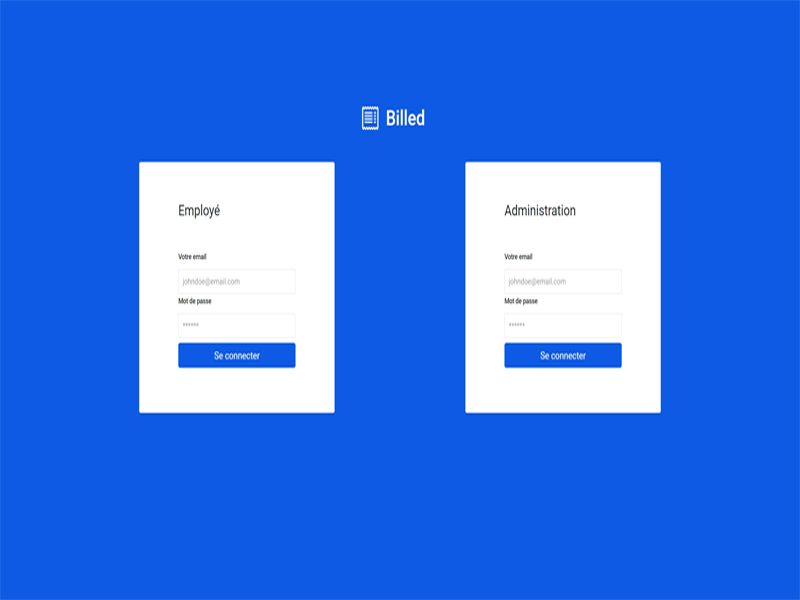 Billed
Employé
Votre email
johndoe@email.com
Mot de passe
******
Se connecter
Administration
Votre email
johndoe@email.com
Mot de passe
******
Se connecter